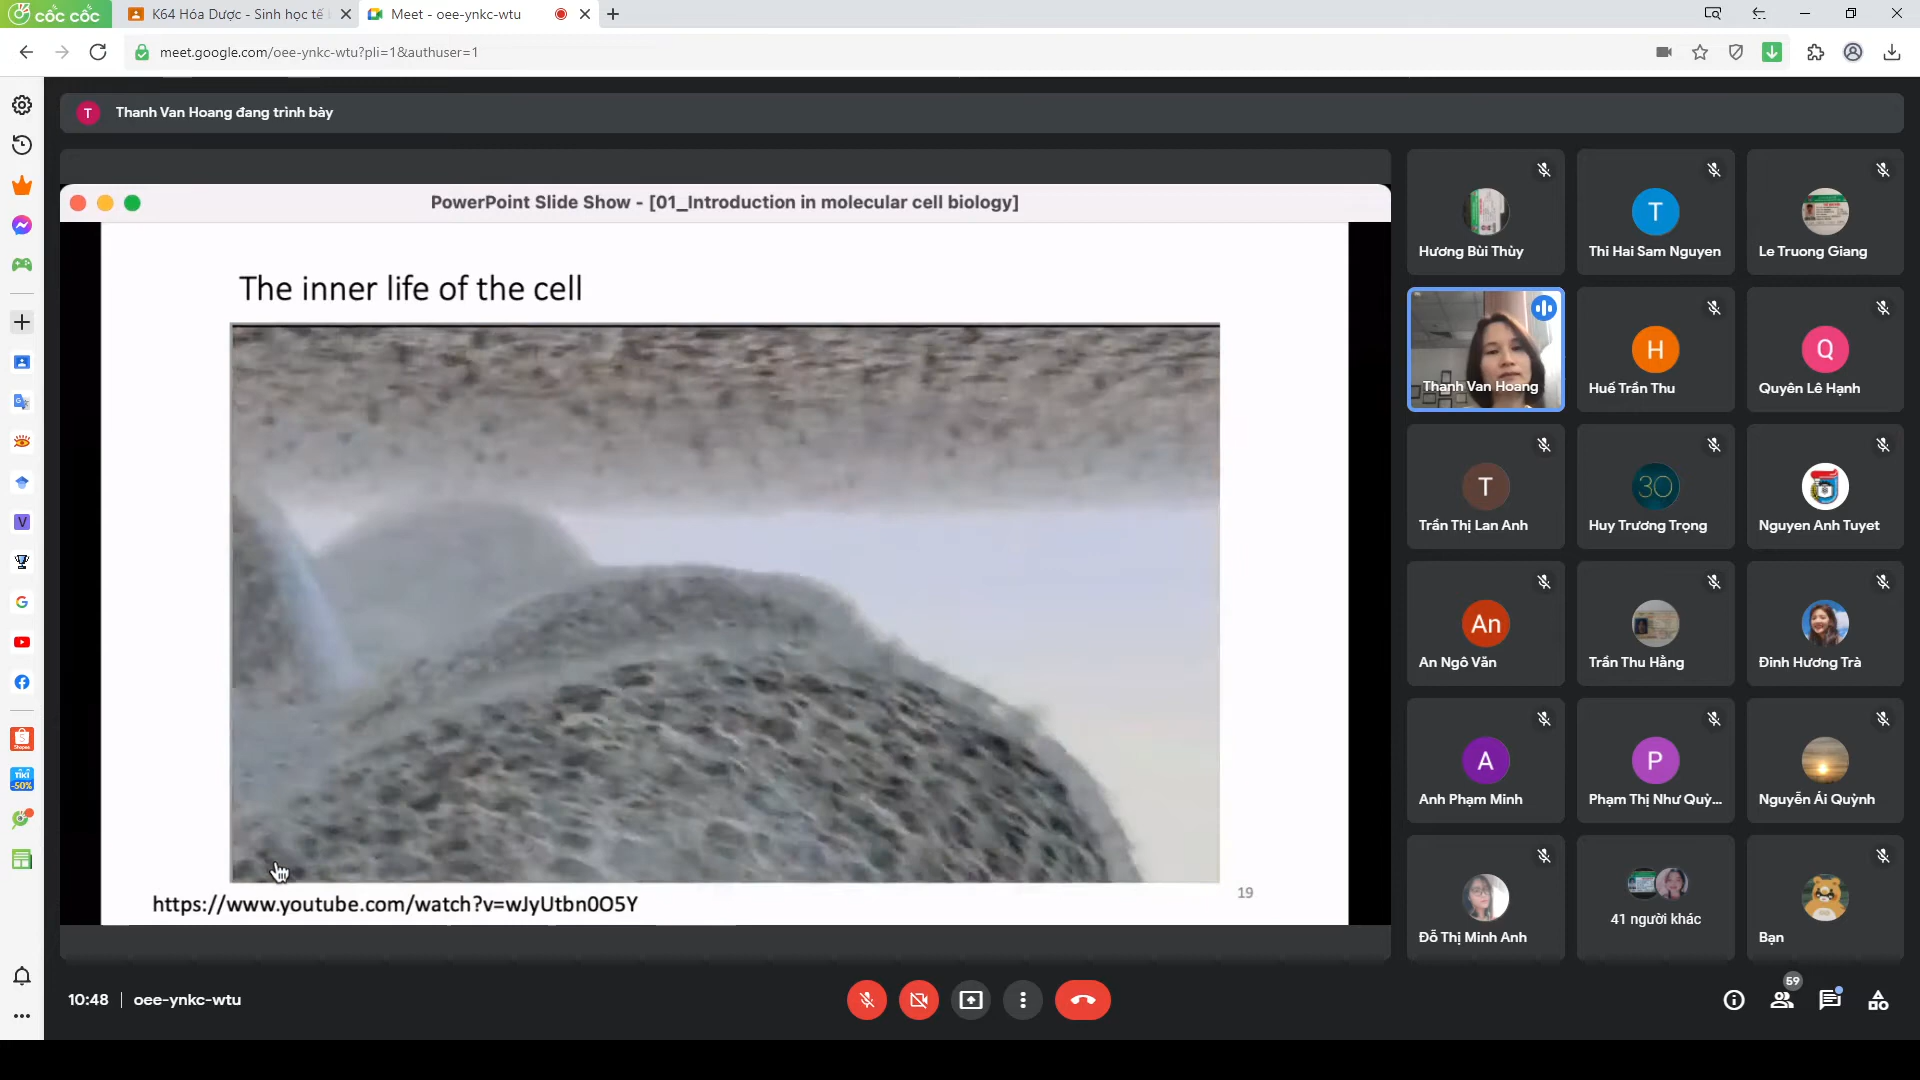 cốc cốc
K64 Hóa Dược - Sinh học tế
Meet - oee-ynkc-wtu
meet.google.com/oee-ynkc-wtu?pli=1&authuser=1
T
Thanh Van Hoang đang trình bày
PowerPoint Slide Show - [01_Introduction in molecular cell biology]
The inner life of the cell
https://www.youtube.com/watch?v=wJyUtbn0O5Y
19
Hương Bùi Thùy
T
Thi Hai Sam Nguyen
Le Truong Giang
Thanh Van Hoang
H
Huế Trần Thu
Q
Quyên Lê Hạnh
T
Trần Thị Lan Anh
30
Huy Trương Trọng
Nguyen Anh Tuyet
An
An Ngô Văn
Trần Thu Hằng
Đinh Hương Trà
A
Anh Phạm Minh
P
Phạm Thị Như Quỳ...
Nguyễn Ái Quỳnh
Đỗ Thị Minh Anh
41 người khác
Bạn
V
G
S
TIKI
-50%
10:48
oee-ynkc-wtu
59